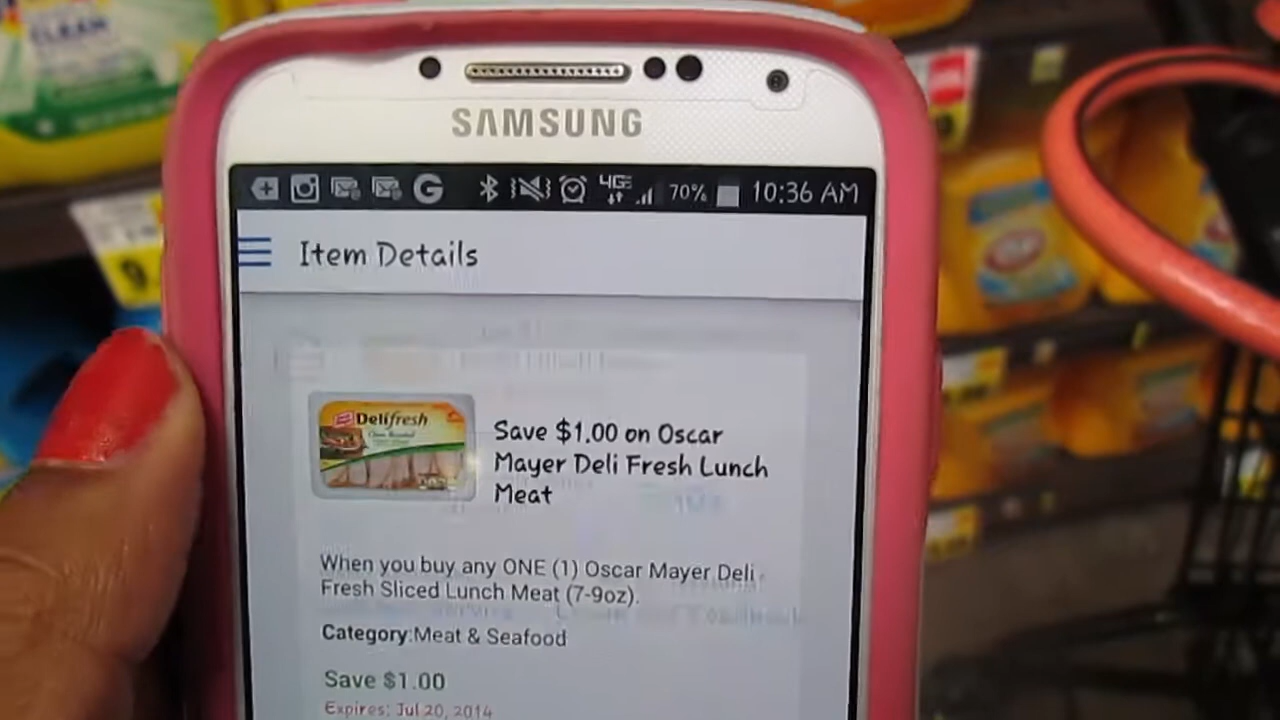 CLEAN
SAMSUNG
4G 70% 10:36 AM
Item Details
Delifresh
Save $1.00 on Oscar
Mayer Deli Fresh Lunch
Meat
When you buy any ONE (1) Oscar Mayer Deli
Fresh Sliced Lunch Meat (7-9oz).
Category:Meat & Seafood
Save $1.00
Expires: Jul 20, 2014